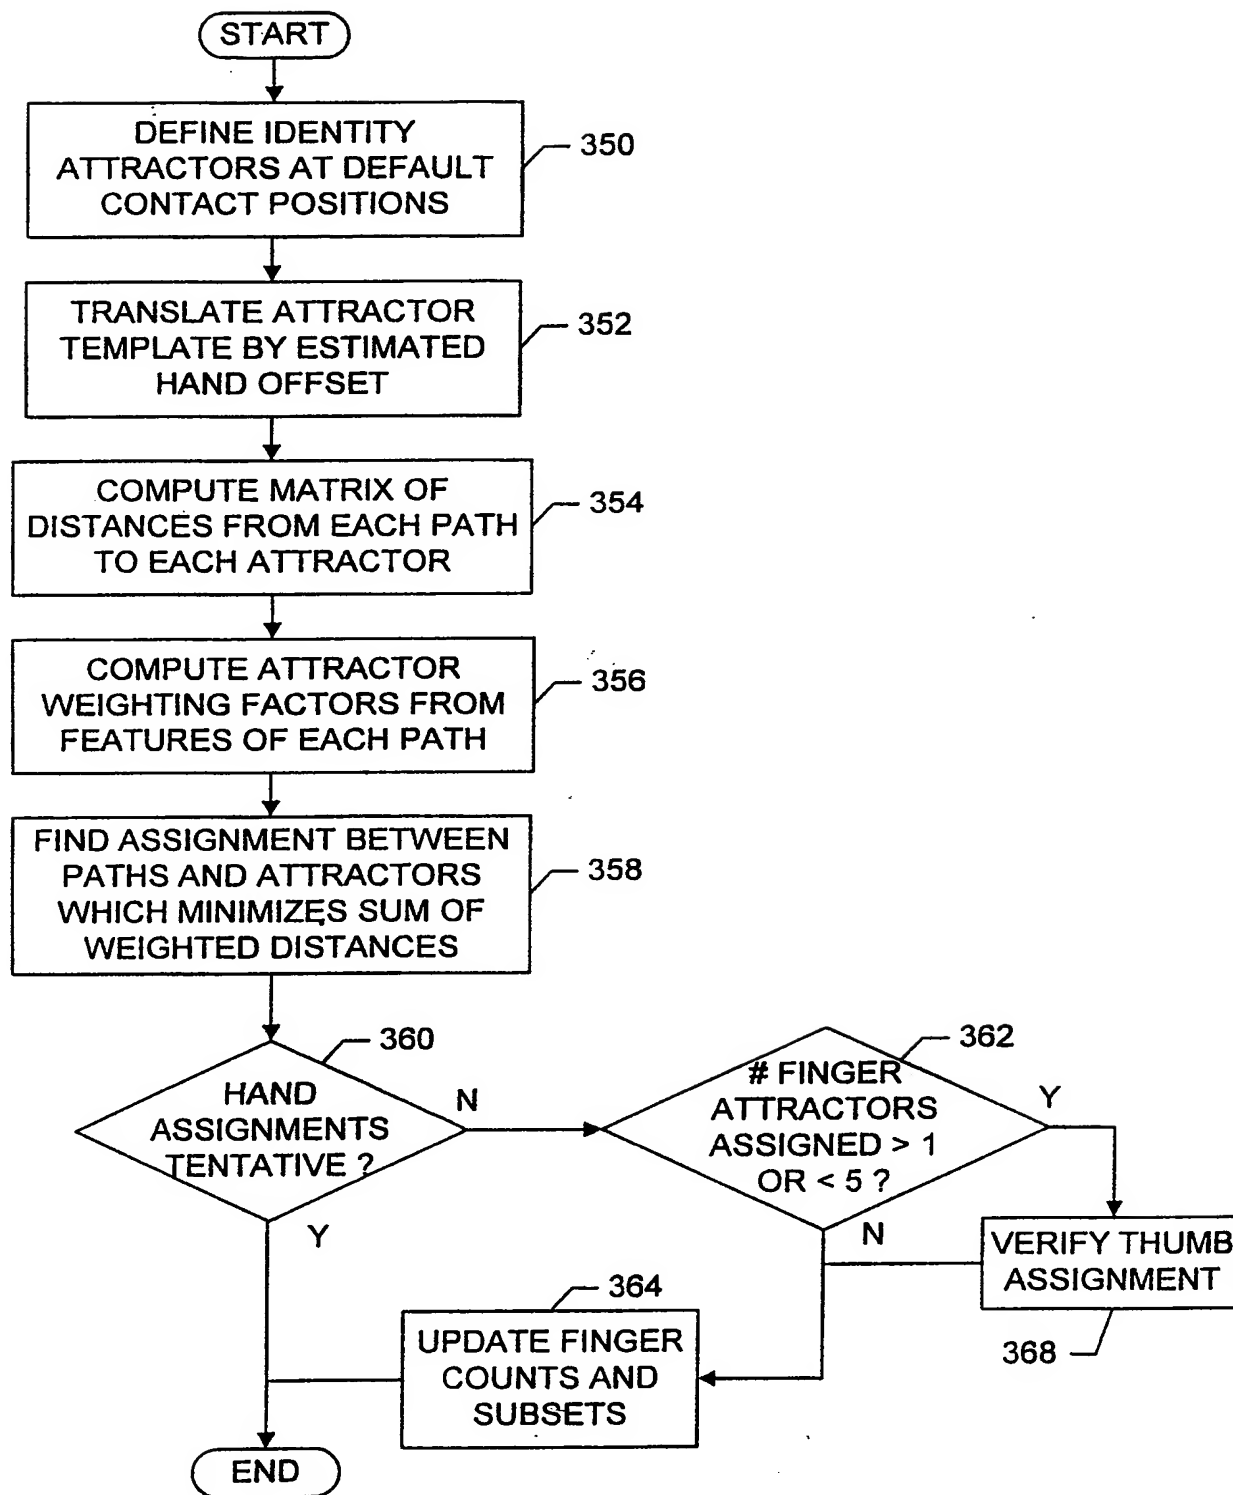 START
DEFINE IDENTITY
ATTRACTORS AT DEFAULT
CONTACT POSITIONS
350
TRANSLATE ATTRACTOR
TEMPLATE BY ESTIMATED
HAND OFFSET
352
COMPUTE MATRIX OF
DISTANCES FROM EACH PATH
TO EACH ATTRACTOR
354
COMPUTE ATTRACTOR
WEIGHTING FACTORS FROM
FEATURES OF EACH PATH
356
FIND ASSIGNMENT BETWEEN
PATHS AND ATTRACTORS
WHICH MINIMIZES SUM OF
WEIGHTED DISTANCES
358
360
HAND
ASSIGNMENTS
TENTATIVE ?
N
Y
362
# FINGER
ATTRACTORS
ASSIGNED > 1
OR < 5 ?
Y
N
VERIFY THUMB
ASSIGNMENT
368
364
UPDATE FINGER
COUNTS AND
SUBSETS
END